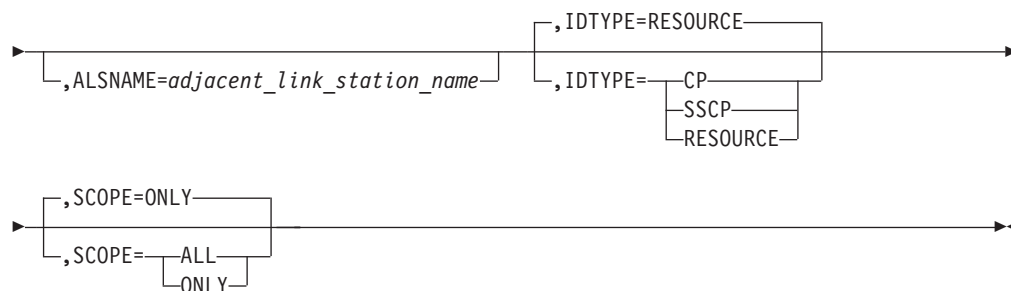 ,IDTYPE=RESOURCE
,ALSNAME=adjacent_link_station_name
,IDTYPE=
CP
SSCP
RESOURCE
,SCOPE=ONLY
,SCOPE=
ALL
ONLY